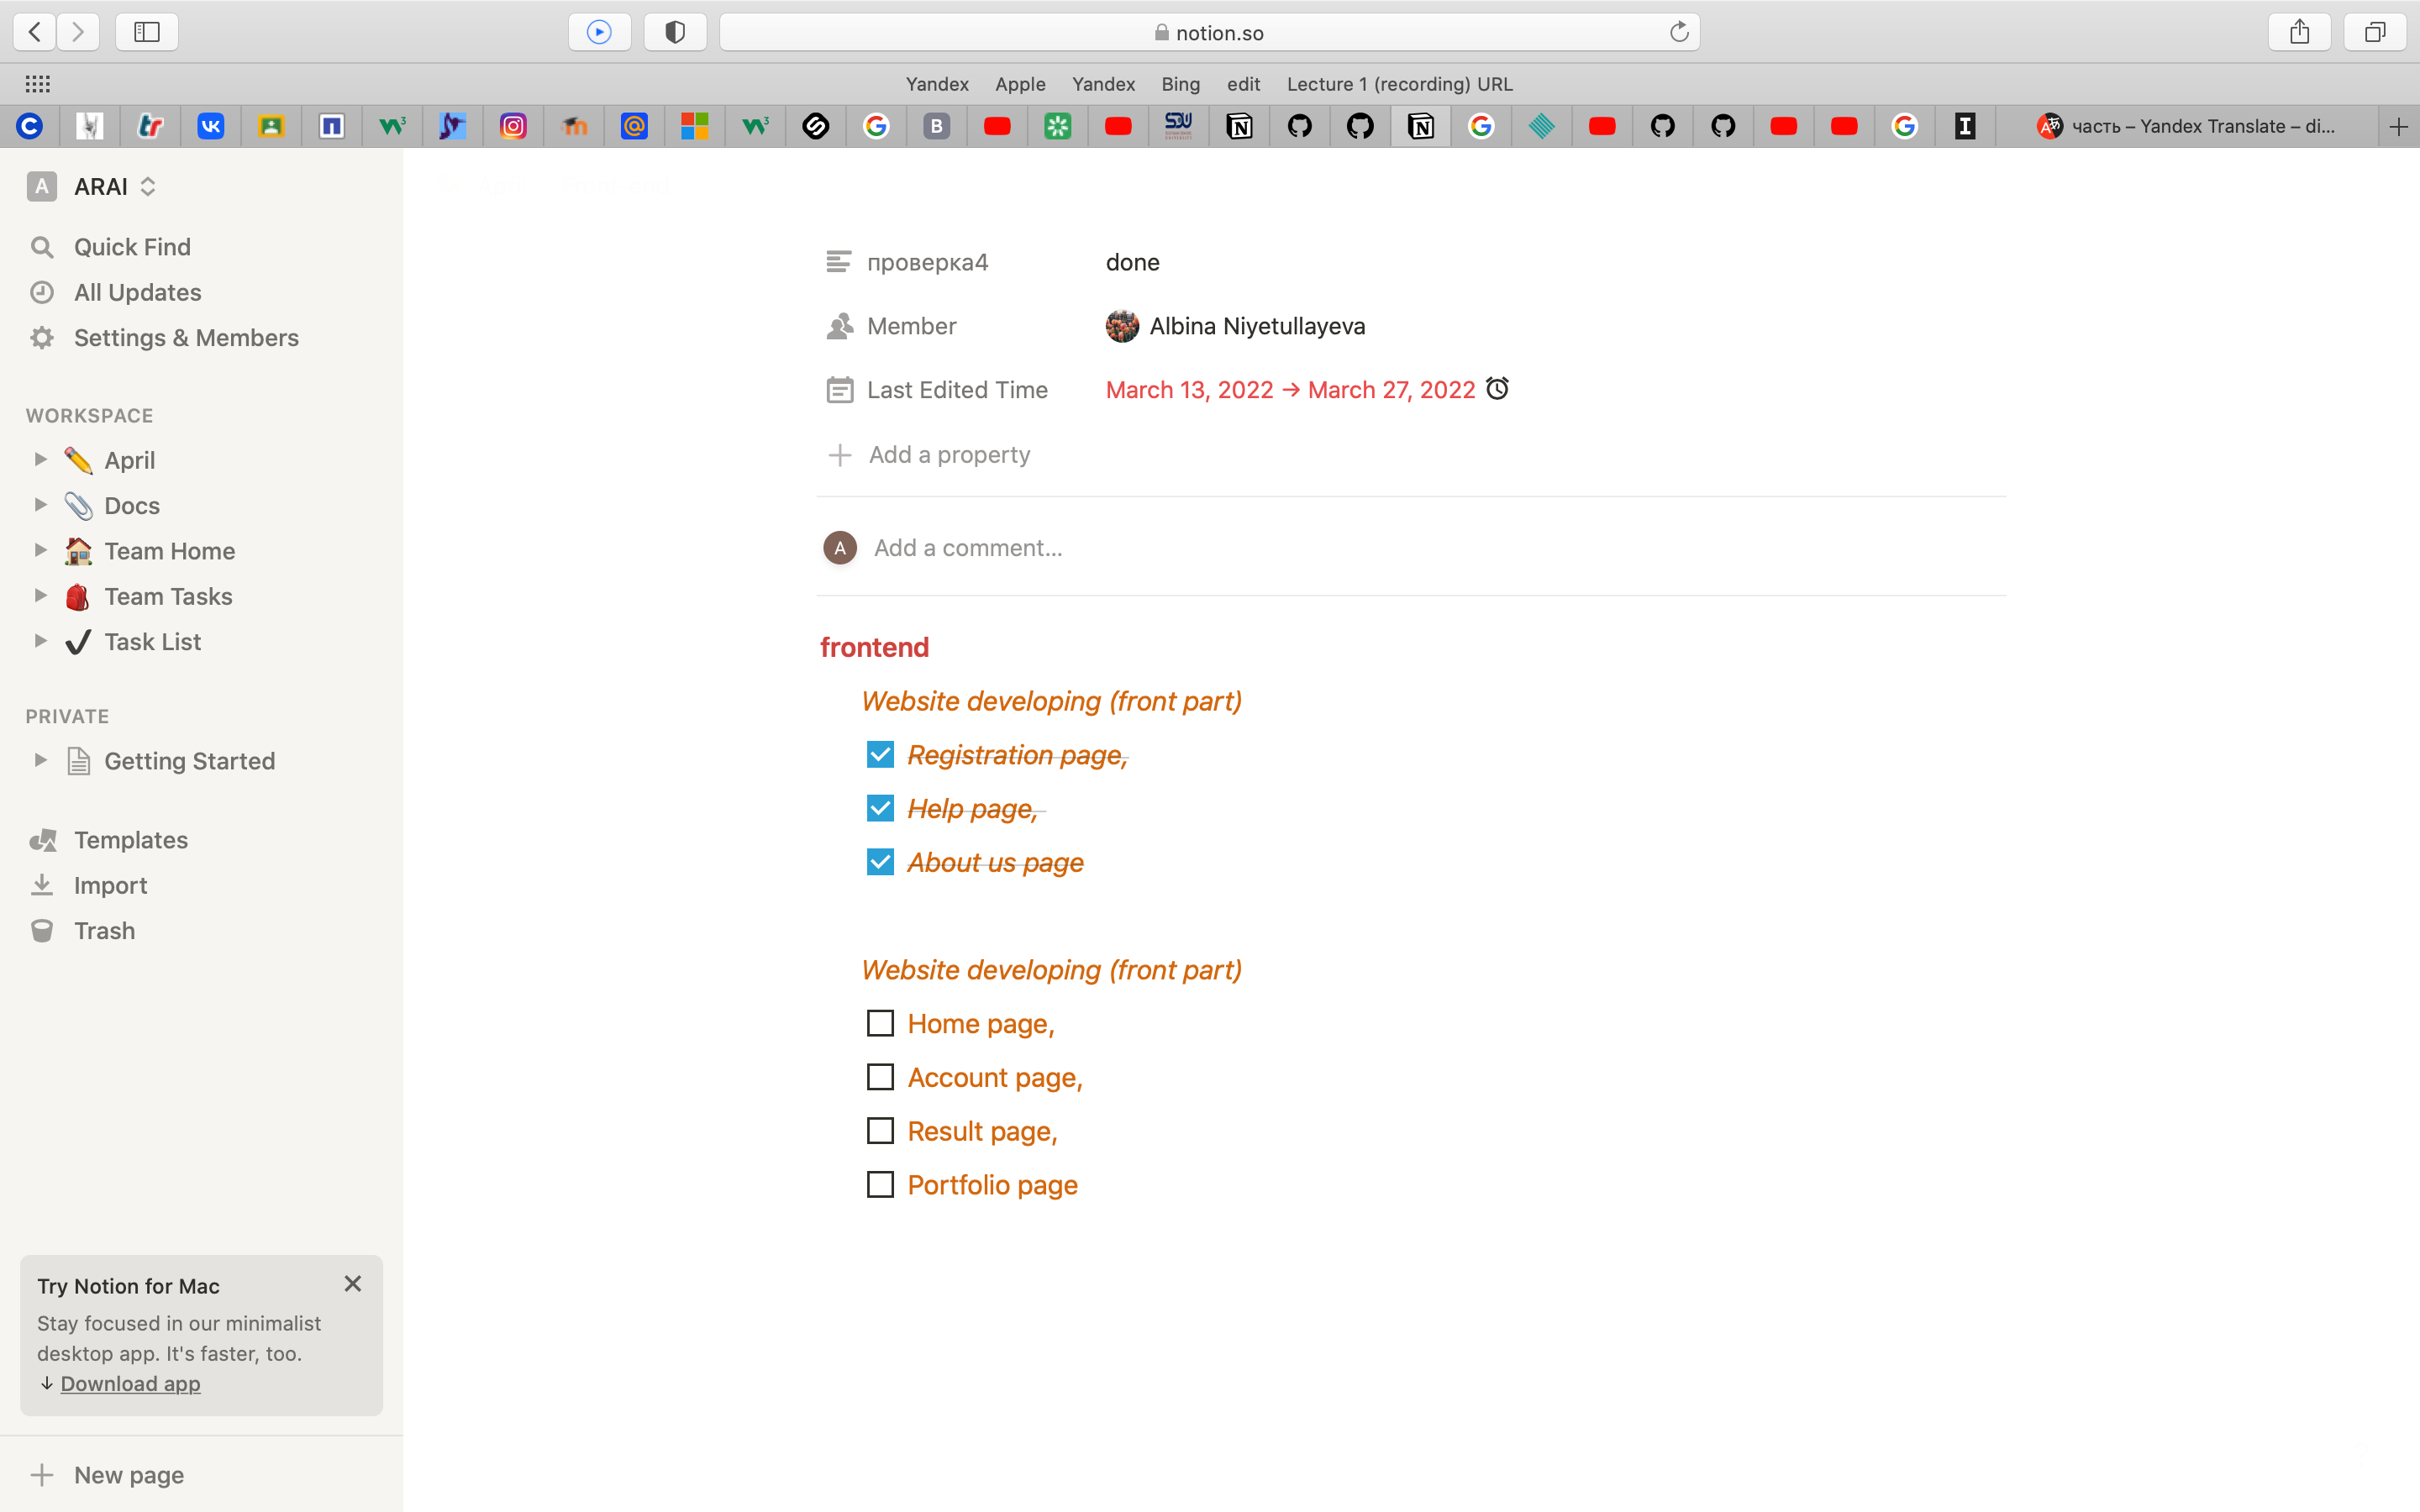 notion.so
Yandex Apple Yandex Bing edit Lecture 1 (recording) URL
часть – Yandex Translate – di...
A ARAI
Quick Find
All Updates
Settings & Members
WORKSPACE
April
Docs
Team Home
Team Tasks
Task List
PRIVATE
Getting Started
Templates
Import
Trash
Try Notion for Mac
Stay focused in our minimalist
desktop app. It's faster, too.
↓ Download app
New page
проверка4 done
Member Albina Niyetullayeva
Last Edited Time March 13, 2022 → March 27, 2022
Add a property
A Add a comment...
frontend
Website developing (front part)
Registration page,
Help page,
About us page
Website developing (front part)
Home page,
Account page,
Result page,
Portfolio page